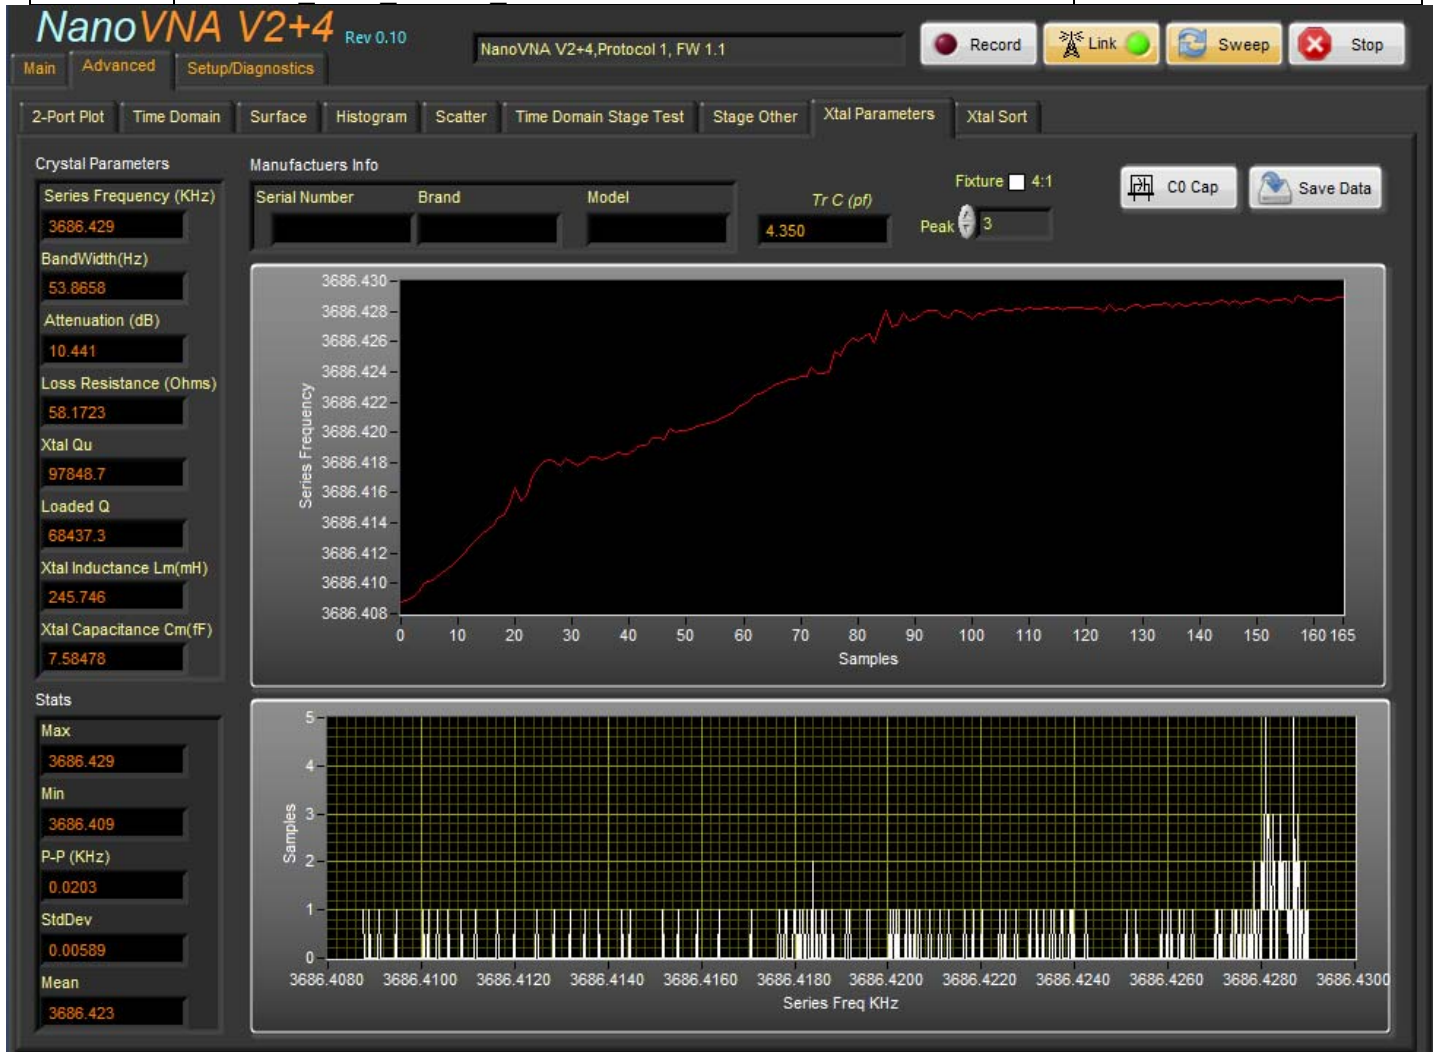 NanoVNA V2+4 Rev 0.10
NanoVNA V2+4,Protocol 1, FW 1.1
Record
Link
Sweep
Stop
Main
Advanced
Setup/Diagnostics
2-Port Plot
Time Domain
Surface
Histogram
Scatter
Time Domain Stage Test
Stage Other
Xtal Parameters
Xtal Sort
Crystal Parameters
Series Frequency (KHz)
3686.429
BandWidth(Hz)
53.8658
Attenuation (dB)
10.441
Loss Resistance (Ohms)
58.1723
Xtal Qu
97848.7
Loaded Q
68437.3
Xtal Inductance Lm(mH)
245.746
Xtal Capacitance Cm(fF)
7.58478
Stats
Max
3686.429
Min
3686.409
P-P (KHz)
0.0203
StdDev
0.00589
Mean
3686.423
Manufactuers Info
Serial Number
Brand
Model
Tr C (pf)
4.350
Fixture 4:1
Peak 3
C0 Cap
Save Data
3686.430
3686.428
3686.426
3686.424
3686.422
3686.420
3686.418
3686.416
3686.414
3686.412
3686.410
3686.408
Series Frequency
0 10 20 30 40 50 60 70 80 90 100 110 120 130 140 150 160 165
Samples
5
4
3
2
1
0
Samples
3686.4080 3686.4100 3686.4120 3686.4140 3686.4160 3686.4180 3686.4200 3686.4220 3686.4240 3686.4260 3686.4280 3686.4300
Series Freq KHz